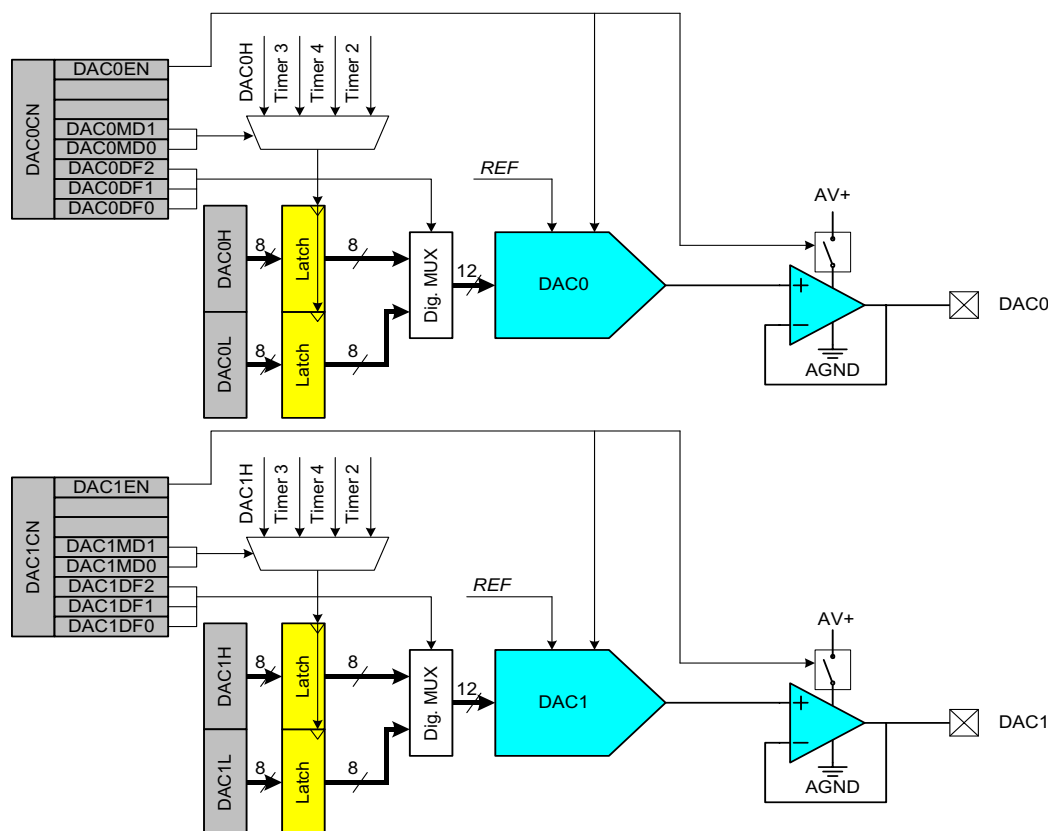 DAC0CN
DAC0EN
DAC0MD1
DAC0MD0
DAC0DF2
DAC0DF1
DAC0DF0
DAC0H
Timer 3
Timer 4
Timer 2
DAC0H
8
Latch
8
DAC0L
8
Latch
8
Dig. MUX
12
REF
DAC0
AV+
+
−
AGND
DAC0
DAC1CN
DAC1EN
DAC1MD1
DAC1MD0
DAC1DF2
DAC1DF1
DAC1DF0
DAC1H
Timer 3
Timer 4
Timer 2
DAC1H
8
Latch
8
DAC1L
8
Latch
8
Dig. MUX
12
REF
DAC1
AV+
+
−
AGND
DAC1